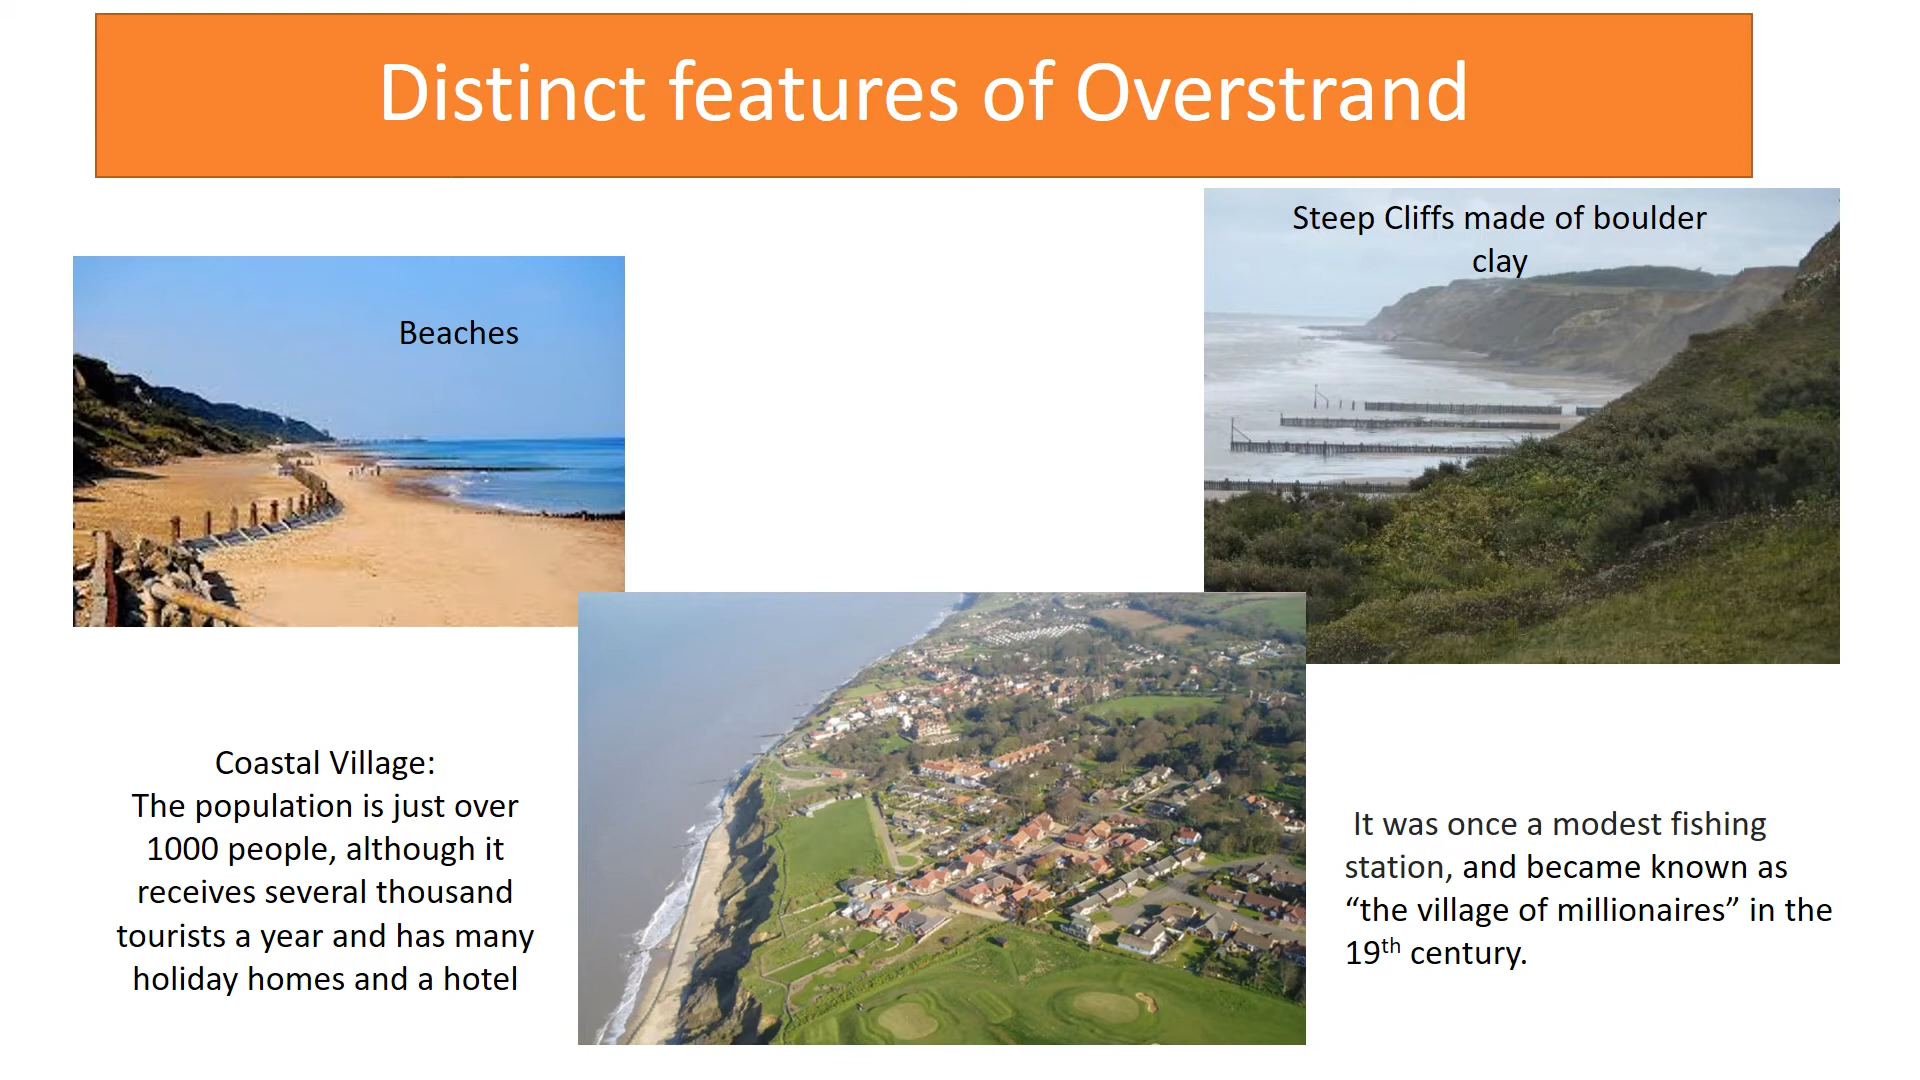 Distinct features of Overstrand
Steep Cliffs made of boulder
clay
Beaches
Coastal Village:
The population is just over
1000 people, although it
receives several thousand
tourists a year and has many
holiday homes and a hotel
It was once a modest fishing
station, and became known as
“the village of millionaires” in the
19th century.